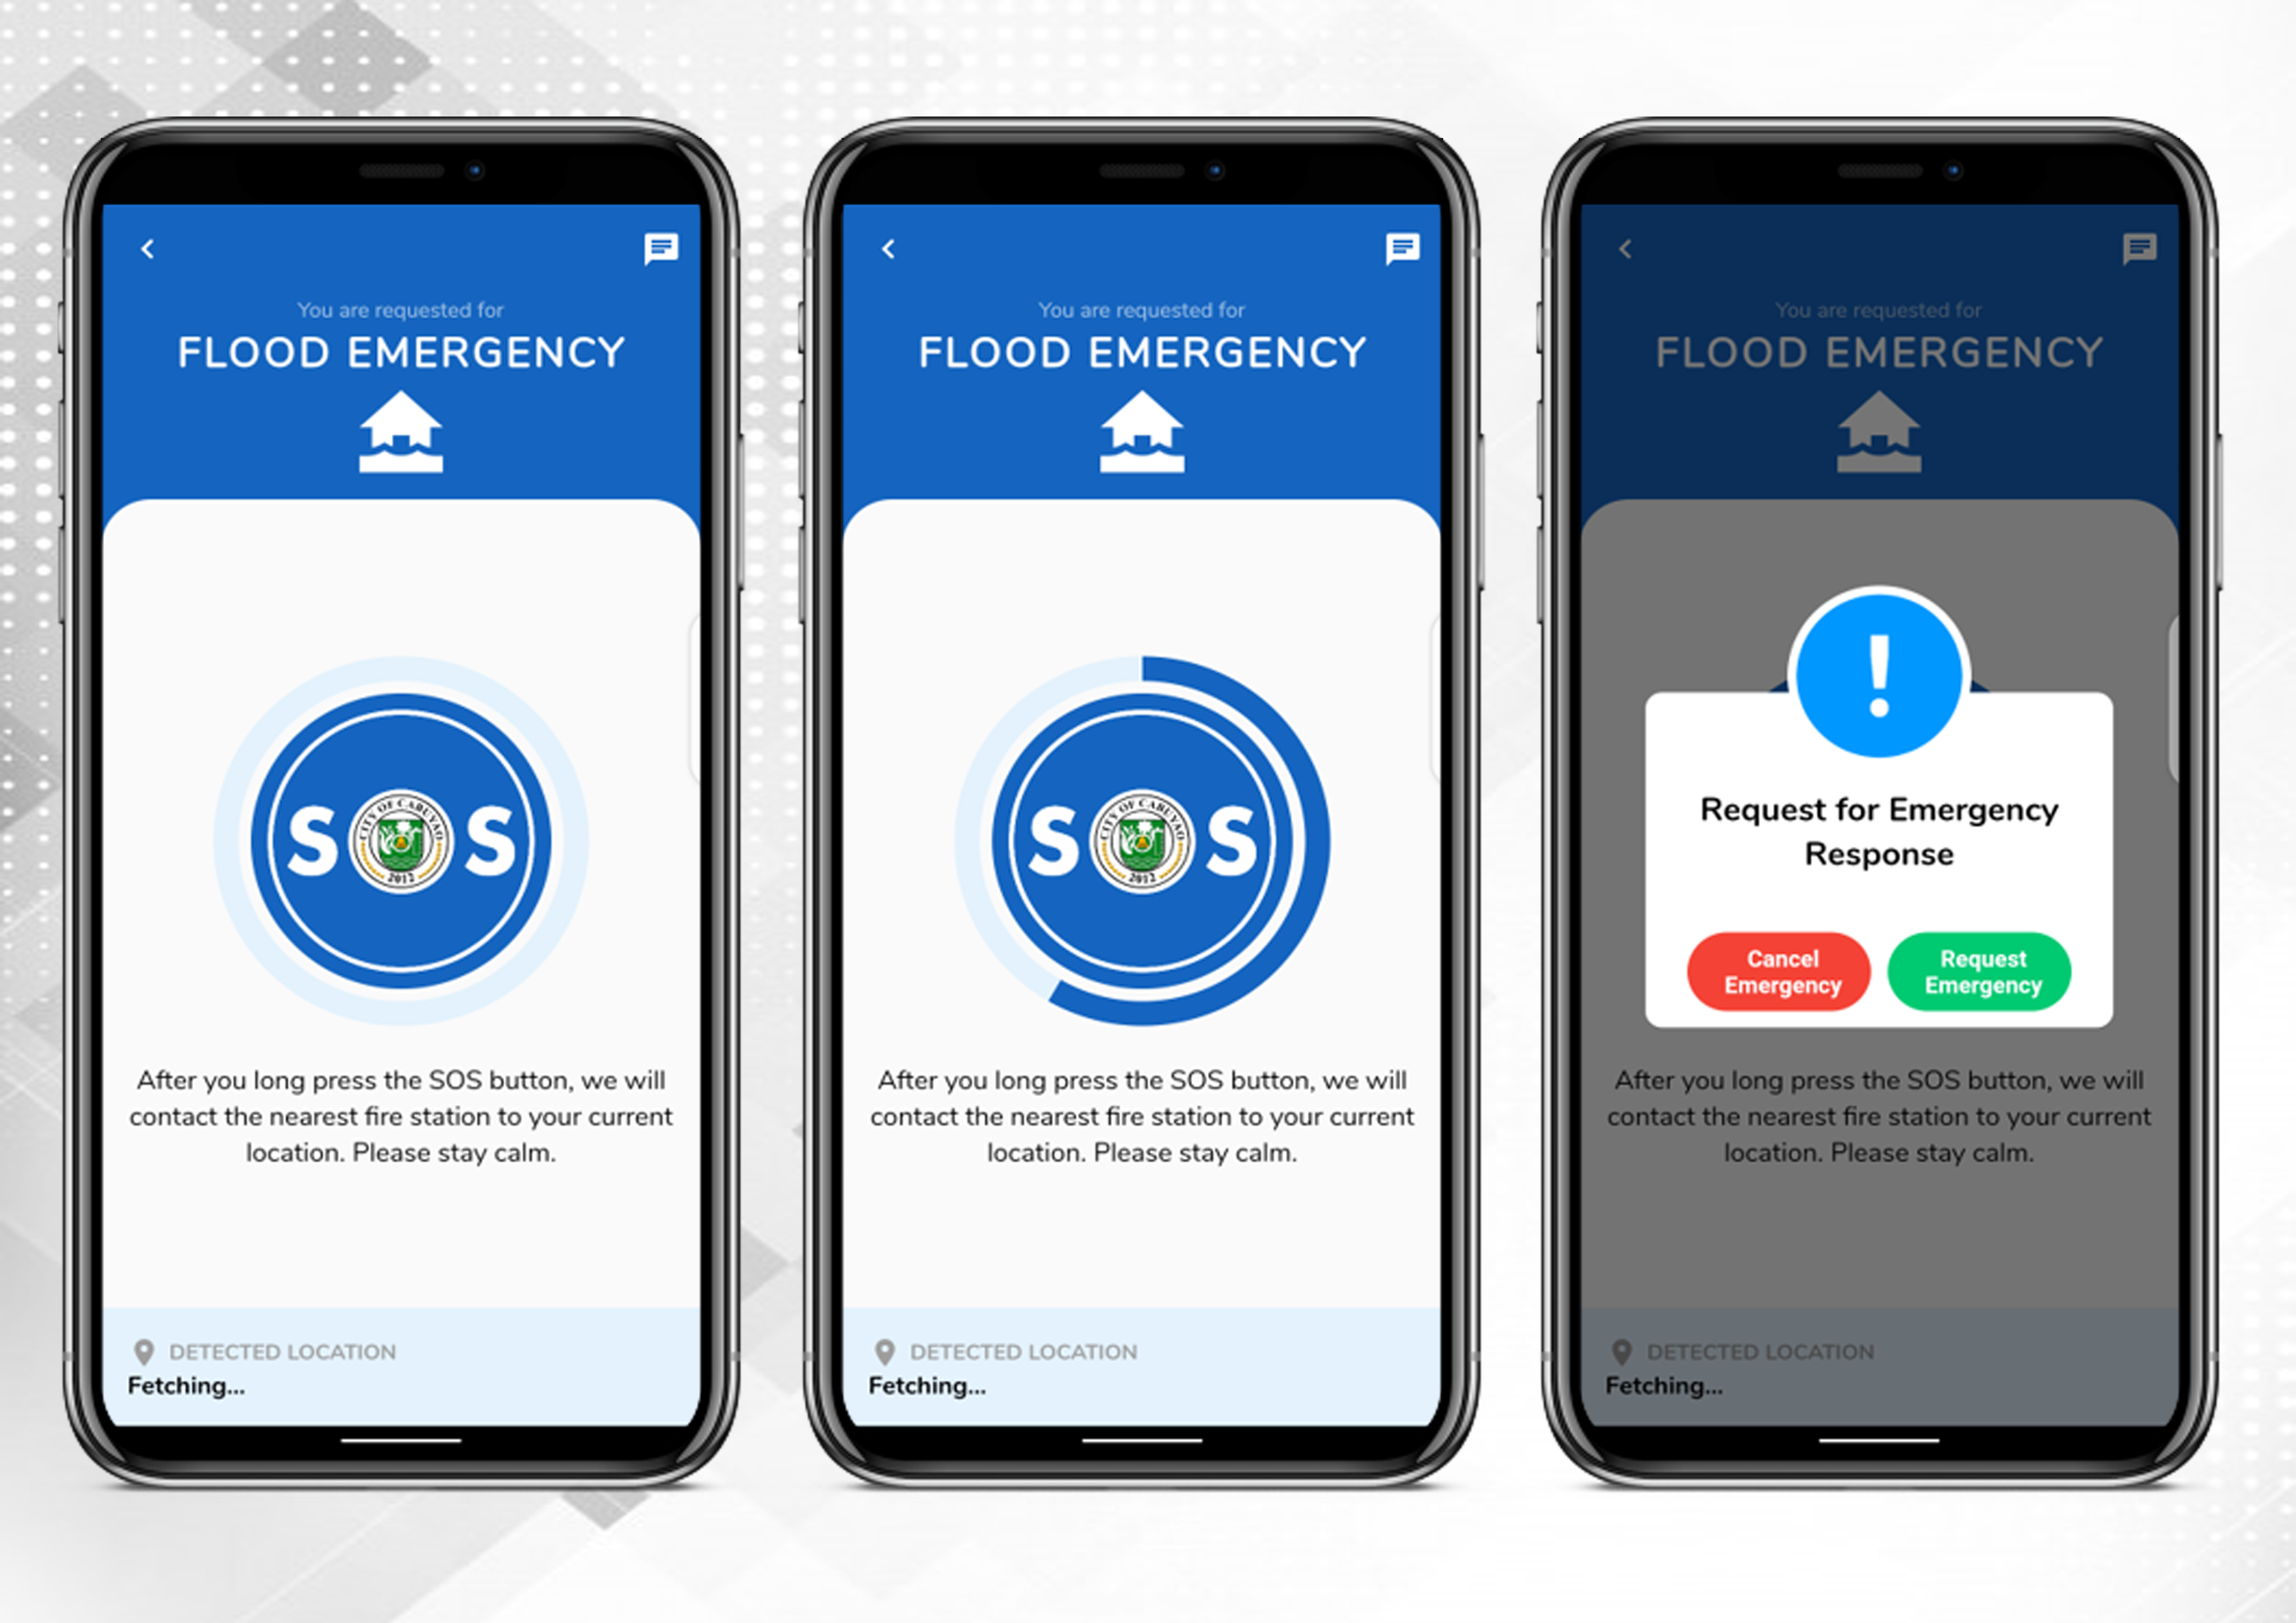 You are requested for
FLOOD EMERGENCY
S S
CITY OF CABUYAO
2012
After you long press the SOS button, we will
contact the nearest fire station to your current
location. Please stay calm.
DETECTED LOCATION
Fetching...
You are requested for
FLOOD EMERGENCY
S S
CITY OF CABUYAO
2012
After you long press the SOS button, we will
contact the nearest fire station to your current
location. Please stay calm.
DETECTED LOCATION
Fetching...
You are requested for
FLOOD EMERGENCY
!
Request for Emergency
Response
Cancel
Emergency
Request
Emergency
After you long press the SOS button, we will
contact the nearest fire station to your current
location. Please stay calm.
DETECTED LOCATION
Fetching...